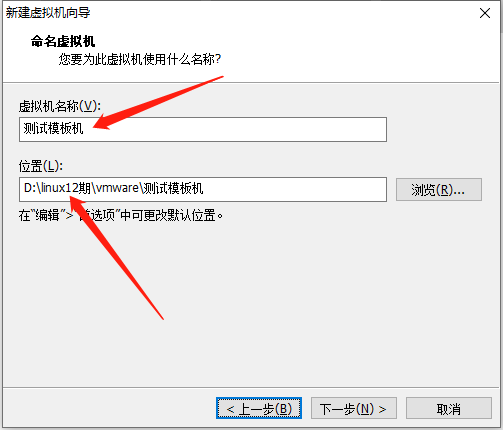 新建虚拟机向导
命名虚拟机
您要为此虚拟机使用什么名称?
虚拟机名称(V):
测试模板机
位置(L):
D:\linux12期\vmware\测试模板机
浏览(R)...
在“编辑”>“首选项”中可更改默认位置。
< 上一步(B)
下一步(N) >
取消